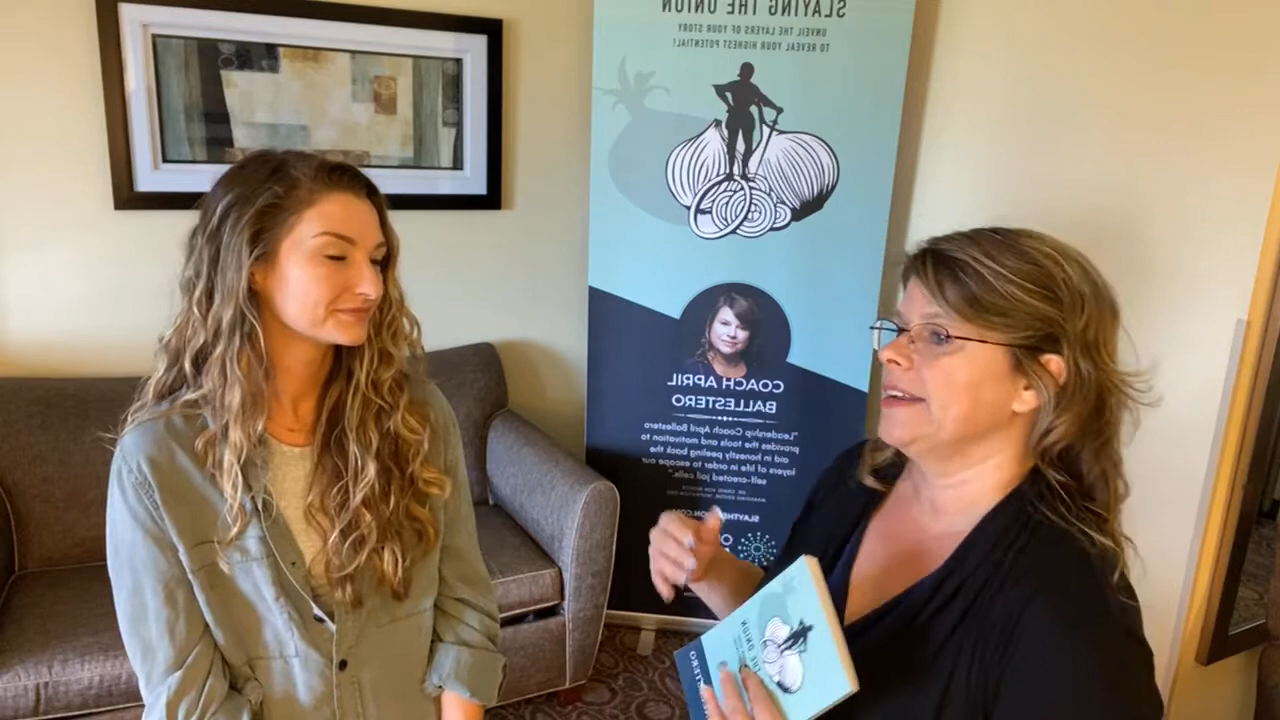 SLAYING THE ONION
UNVEIL THE LAYERS OF YOUR STORY
TO REVEAL YOUR HIGHEST POTENTIAL!
COACH APRIL
BALLESTERO
"Leadership Coach April Ballestero
provides the tools and motivation to
aid in honestly peeling back the
layers of life in order to escape our
self-created jail cells."
THE ONION